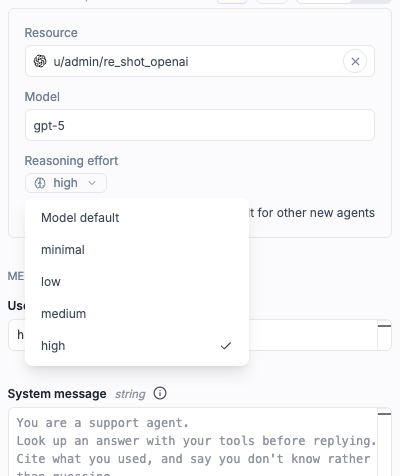 Resource
u/admin/re_shot_openai
Model
gpt-5
Reasoning effort
high
Model default
for other new agents
minimal
low
medium
high
System message string
You are a support agent.
Look up an answer with your tools before replying.
Cite what you used, and say you don't know rather
than guessing